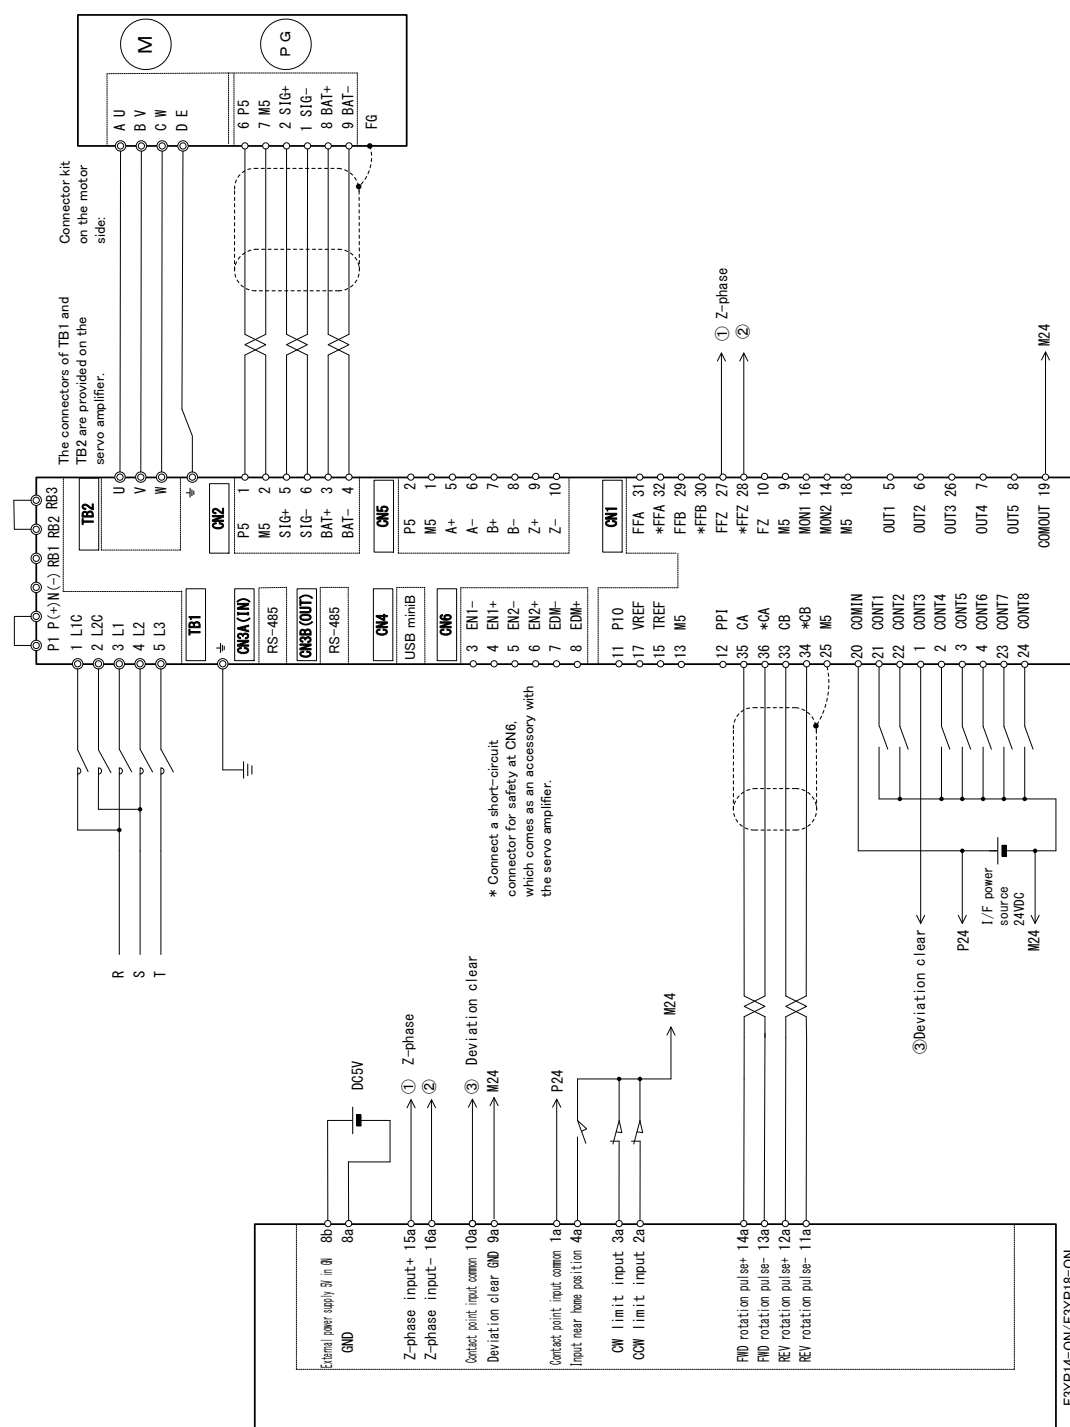 M
PG
A U
B V
C W
D E
6 P5
7 M5
2 SIG+
1 SIG-
8 BAT+
9 BAT-
FG
Connector kit
on the motor
side:
The connectors of TB1 and
TB2 are provided on the
servo amplifier.
① Z-phase
②
M24
P1 P(+) N(-) RB1 RB2 RB3
TB2
U
V
W
CN2
P5 1
M5 2
SIG+ 5
SIG- 6
BAT+ 3
BAT- 4
CN5
P5 2
M5 1
A+ 5
A- 6
B+ 7
B- 8
Z+ 9
Z- 10
CN1
FFA 31
*FFA 32
FFB 29
*FFB 30
FFZ 27
*FFZ 28
FZ 10
M5 9
MON1 16
MON2 14
M5 18
OUT1 5
OUT2 6
OUT3 26
OUT4 7
OUT5 8
COMOUT 19
1 L1C
2 L2C
3 L1
4 L2
5 L3
TB1
CN3A(IN)
RS-485
CN3B(OUT)
RS-485
CN4
USB miniB
CN6
3 EN1-
4 EN1+
5 EN2-
6 EN2+
7 EDM-
8 EDM+
11 P10
17 VREF
15 TREF
13 M5
12 PPI
35 CA
36 *CA
33 CB
34 *CB
25 M5
20 COMIN
21 CONT1
22 CONT2
1 CONT3
2 CONT4
3 CONT5
4 CONT6
23 CONT7
24 CONT8
* Connect a short-circuit
connector for safety at CN6,
which comes as an accessory with
the servo amplifier.
R
S
T
③Deviation clear
P24
I/F power
source
24VDC
M24
DC5V
① Z-phase
②
③ Deviation clear
M24
P24
M24
External power supply 5V in 8b
GND 8a
Z-phase input+ 15a
Z-phase input- 16a
Contact point input common 10a
Deviation clear GND 9a
Contact point input common 1a
Input near home position 4a
CW limit input 3a
CCW limit input 2a
FWD rotation pulse+ 14a
FWD rotation pulse- 13a
REV rotation pulse+ 12a
REV rotation pulse- 11a
F3YP14-ON/F3YP18-ON